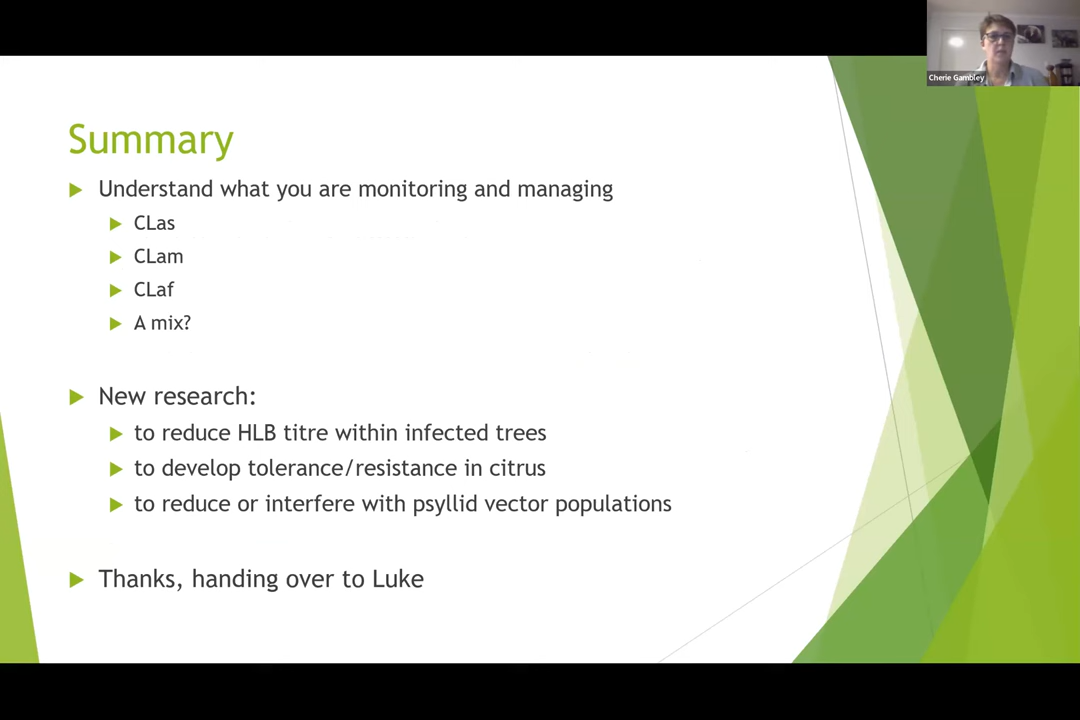 Cherie Gambley
Summary
Understand what you are monitoring and managing
CLas
CLam
CLaf
A mix?
New research:
to reduce HLB titre within infected trees
to develop tolerance/resistance in citrus
to reduce or interfere with psyllid vector populations
Thanks, handing over to Luke